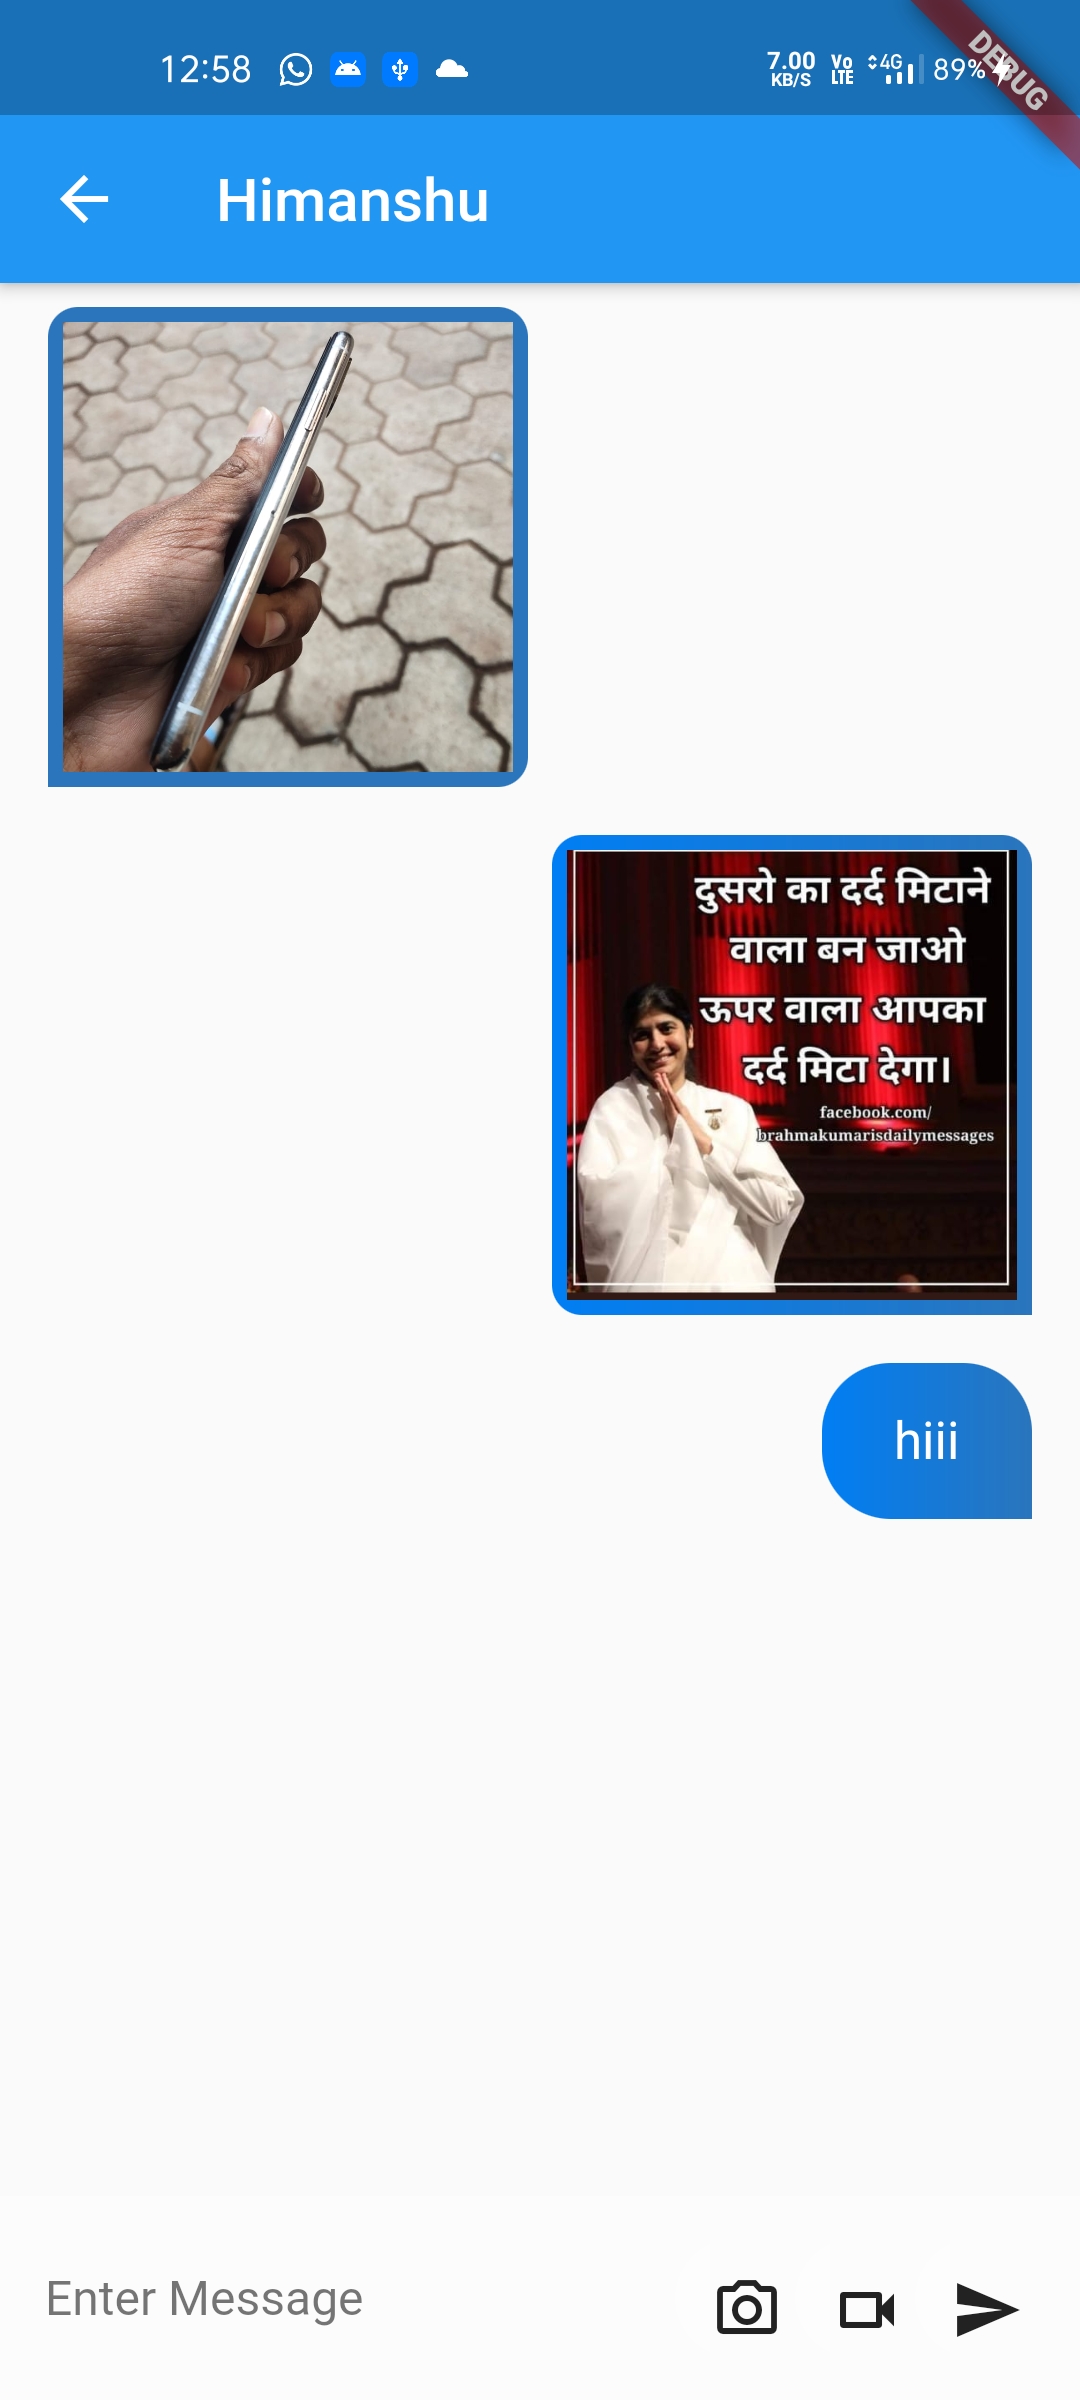 12:58
7.00
KB/S
Vo
LTE
4G
89%
DEBUG
Himanshu
दुसरो का दर्द मिटाने
वाला बन जाओ
ऊपर वाला आपका
दर्द मिटा देगा।
facebook.com/
brahmakumarisdailymessages
hiii
Enter Message